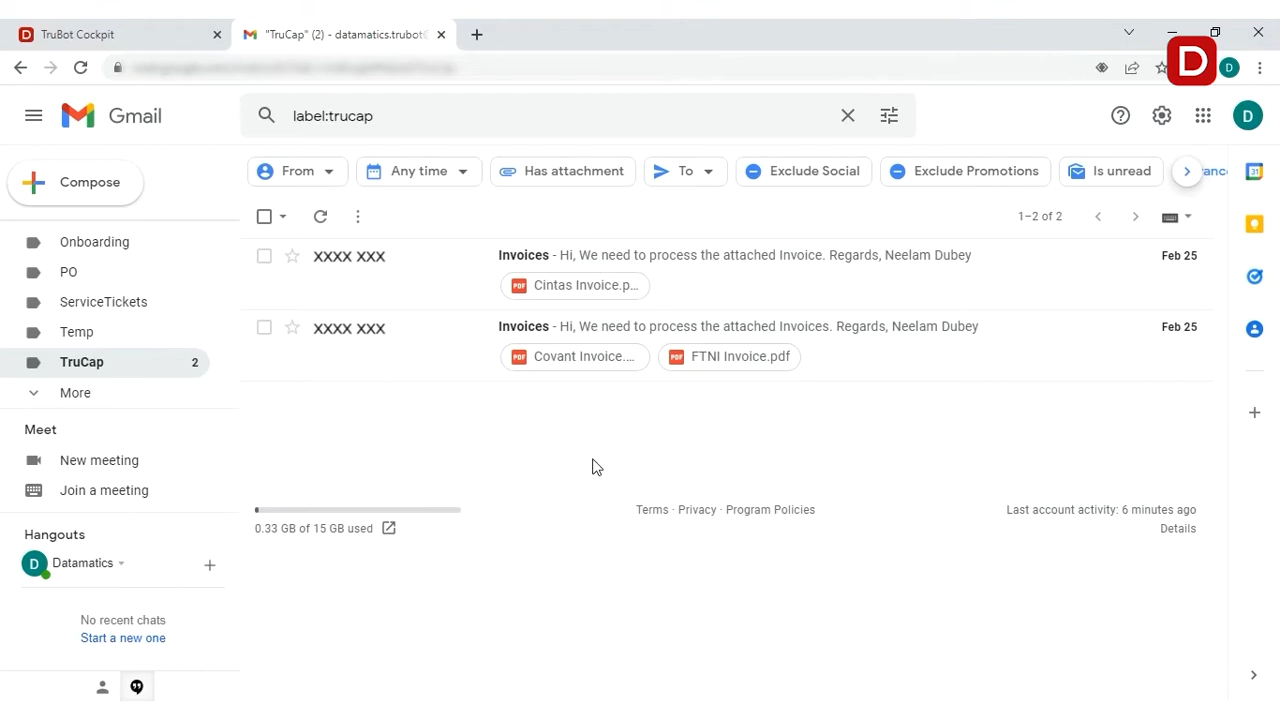 TruBot Cockpit
"TruCap" (2) - datamatics.trubot@
D
D
Gmail
label:trucap
D
Compose
From
Any time
Has attachment
To
Exclude Social
Exclude Promotions
Is unread
1–2 of 2
Onboarding
PO
ServiceTickets
Temp
TruCap 2
More
XXXX XXX Invoices - Hi, We need to process the attached Invoice. Regards, Neelam Dubey Feb 25
Cintas Invoice.p...
XXXX XXX Invoices - Hi, We need to process the attached Invoices. Regards, Neelam Dubey Feb 25
Covant Invoice....
FTNI Invoice.pdf
Meet
New meeting
Join a meeting
Hangouts
D Datamatics
No recent chats
Start a new one
0.33 GB of 15 GB used
Terms · Privacy · Program Policies
Last account activity: 6 minutes ago
Details